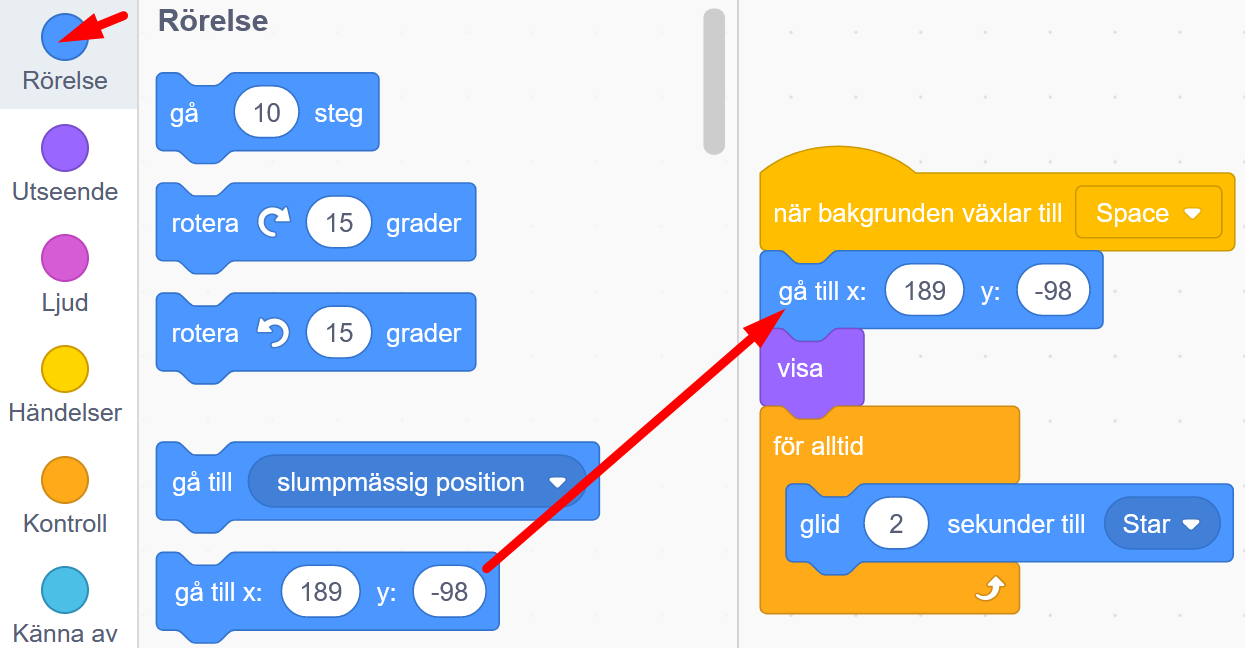 Rörelse
Utseende
Ljud
Händelser
Kontroll
Känna av
Rörelse
gå 10 steg
rotera 15 grader
rotera 15 grader
gå till slumpmässig position
gå till x: 189 y: -98
när bakgrunden växlar till Space
gå till x: 189 y: -98
visa
för alltid
glid 2 sekunder till Star